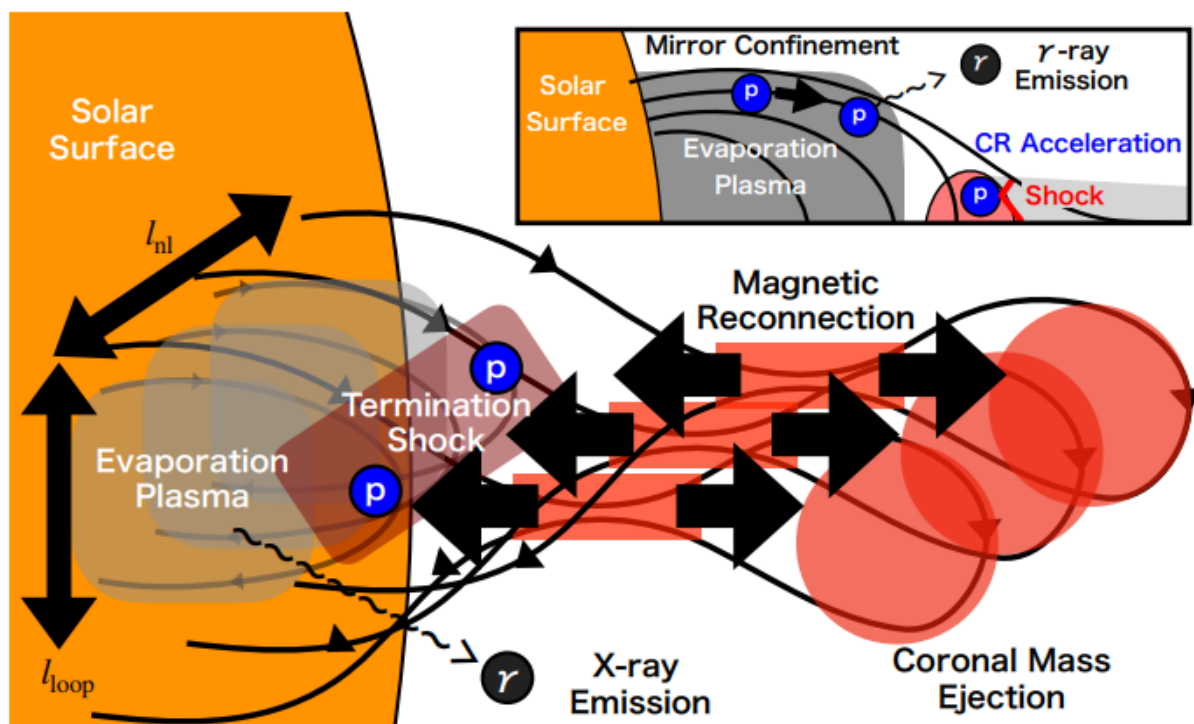 Solar
Surface
l_nl
Evaporation
Plasma
l_loop
Termination
Shock
p
p
γ
X-ray
Emission
Magnetic
Reconnection
Coronal Mass
Ejection
Mirror Confinement
Solar
Surface
Evaporation
Plasma
p
p
γ
γ-ray
Emission
CR Acceleration
p
Shock